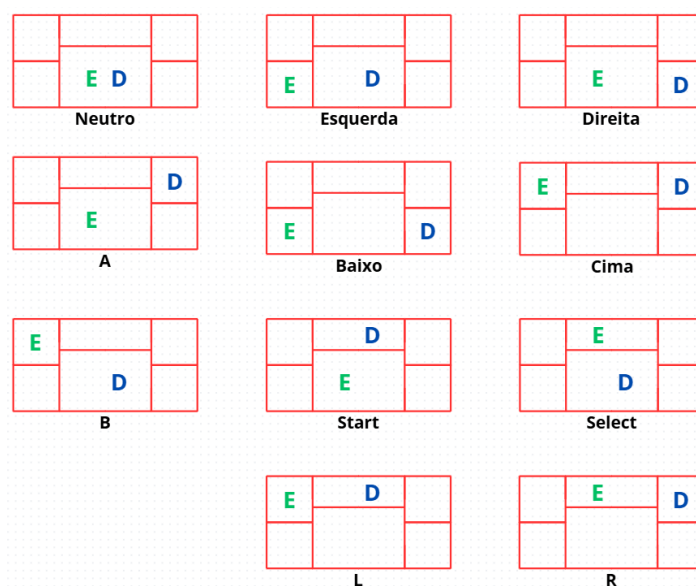 E D
E D
E D
Neutro Esquerda Direita
E D
E D
E D
A Baixo Cima
E D
E D
E D
B Start Select
E D
E D
L R